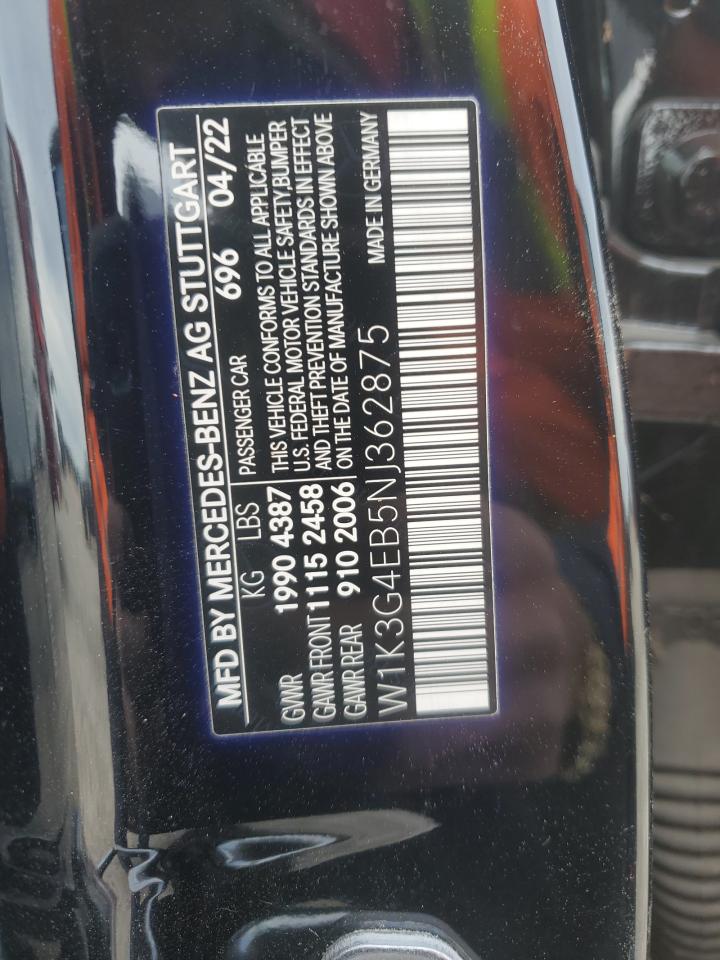 MFD BY MERCEDES-BENZ AG STUTTGART
KG LBS PASSENGER CAR 696 04/22
GVWR 1990 4387 THIS VEHICLE CONFORMS TO ALL APPLICABLE
GAWR FRONT 1115 2458 U.S. FEDERAL MOTOR VEHICLE SAFETY,BUMPER
GAWR REAR 910 2006 AND THEFT PREVENTION STANDARDS IN EFFECT
ON THE DATE OF MANUFACTURE SHOWN ABOVE
W1K3G4EB5NJ362875 MADE IN GERMANY